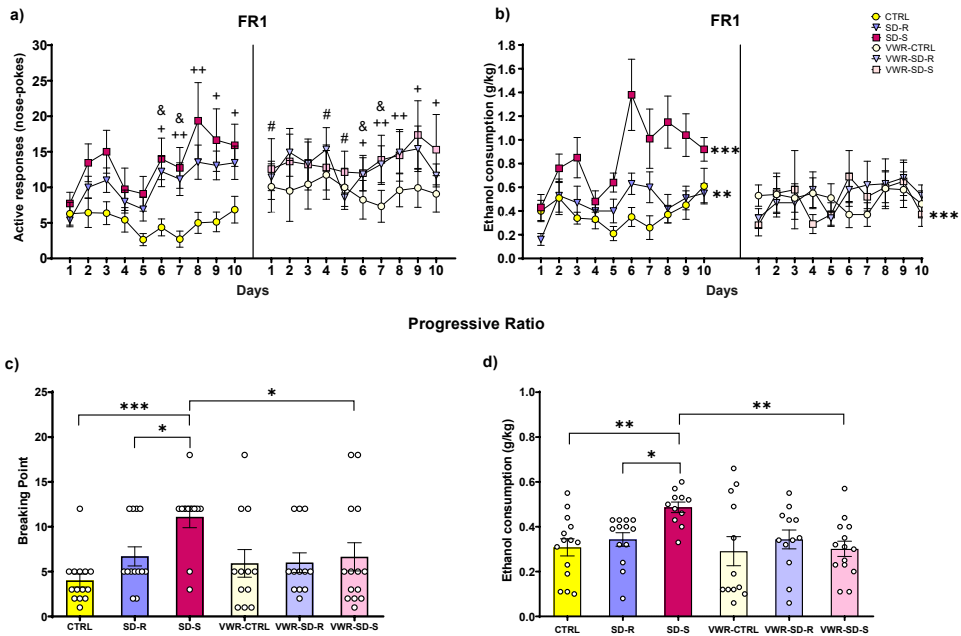 a)
FR1
Active responses (nose-pokes)
30
25
20
15
10
5
0
# & + & ++ ++ + + # # & + & ++ ++ + +
1 2 3 4 5 6 7 8 9 10 1 2 3 4 5 6 7 8 9 10
Days
b)
FR1
CTRL
SD-R
SD-S
VWR-CTRL
VWR-SD-R
VWR-SD-S
Ethanol consumption (g/kg)
1.8
1.6
1.4
1.2
1.0
0.8
0.6
0.4
0.2
0.0
***
**
***
1 2 3 4 5 6 7 8 9 10 1 2 3 4 5 6 7 8 9 10
Days
Progressive Ratio
c)
Breaking Point
25
20
15
10
5
0
***
*
*
CTRL SD-R SD-S VWR-CTRL VWR-SD-R VWR-SD-S
d)
Ethanol consumption (g/kg)
1.0
0.8
0.6
0.4
0.2
0.0
**
**
*
CTRL SD-R SD-S VWR-CTRL VWR-SD-R VWR-SD-S